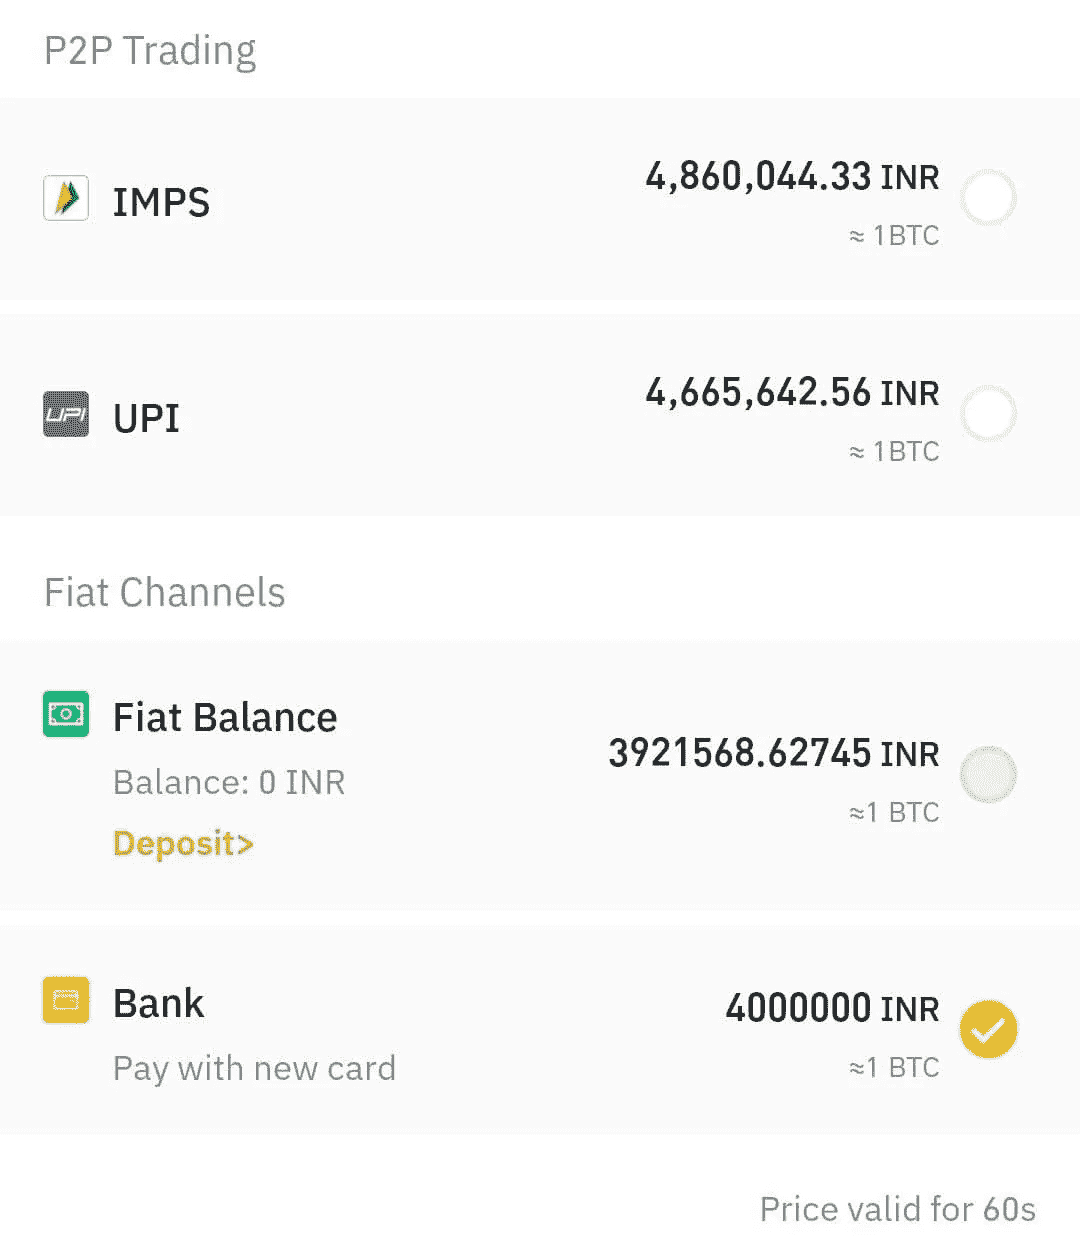 P2P Trading
IMPS
4,860,044.33 INR
≈ 1BTC
UPI
UPI
4,665,642.56 INR
≈ 1BTC
Fiat Channels
Fiat Balance
3921568.62745 INR
Balance: 0 INR
≈1 BTC
Deposit>
Bank
4000000 INR
Pay with new card
≈1 BTC
Price valid for 60s